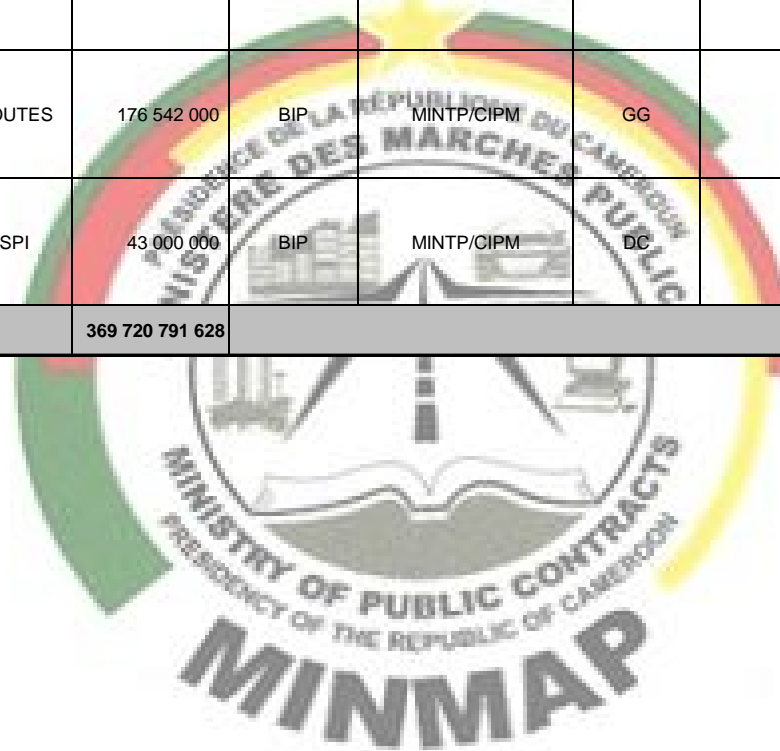 OUTES 176 542 000 BIP MINTP/CIPM GG
SPI 43 000 000 BIP MINTP/CIPM DC
369 720 791 628
PRESIDENCE DE LA RÉPUBLIQUE DU CAMEROUN
NISTERE DES MARCHES PUBLIC
MINISTRY OF PUBLIC CONTRACTS
PRESIDENCY OF THE REPUBLIC OF CAMEROON
MINMAP